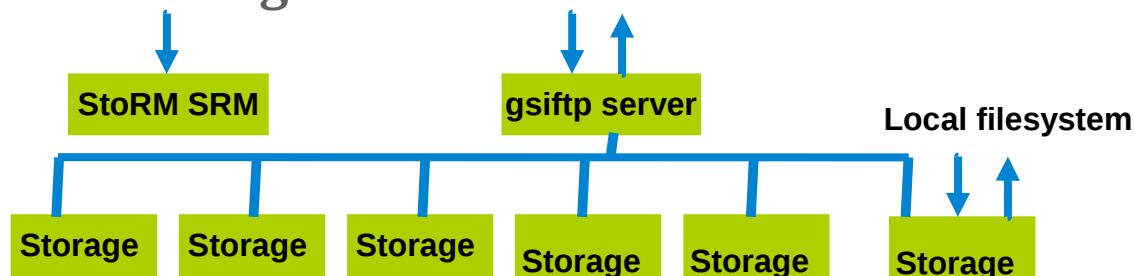 StoRM SRM
gsiftp server
Local filesystem
Storage
Storage
Storage
Storage
Storage
Storage